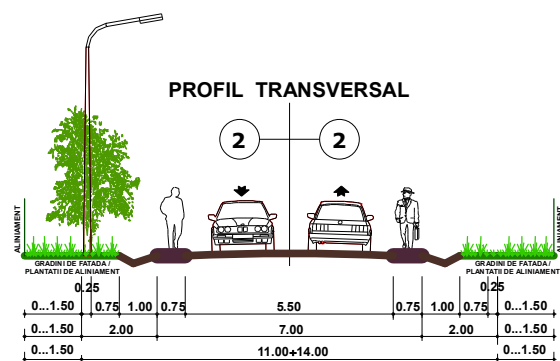 PROFIL TRANSVERSAL
2 2
ALINIAMENT ALINIAMENT
GRADINI DE FATADA / GRADINI DE FATADA /
PLANTATII DE ALINIAMENT PLANTATII DE ALINIAMENT
0.25 0.25
0...1.50 0.75 1.00 0.75 5.50 0.75 1.00 0.75 0...1.50
0...1.50 2.00 7.00 2.00 0...1.50
0...1.50 11.00+14.00 0...1.50